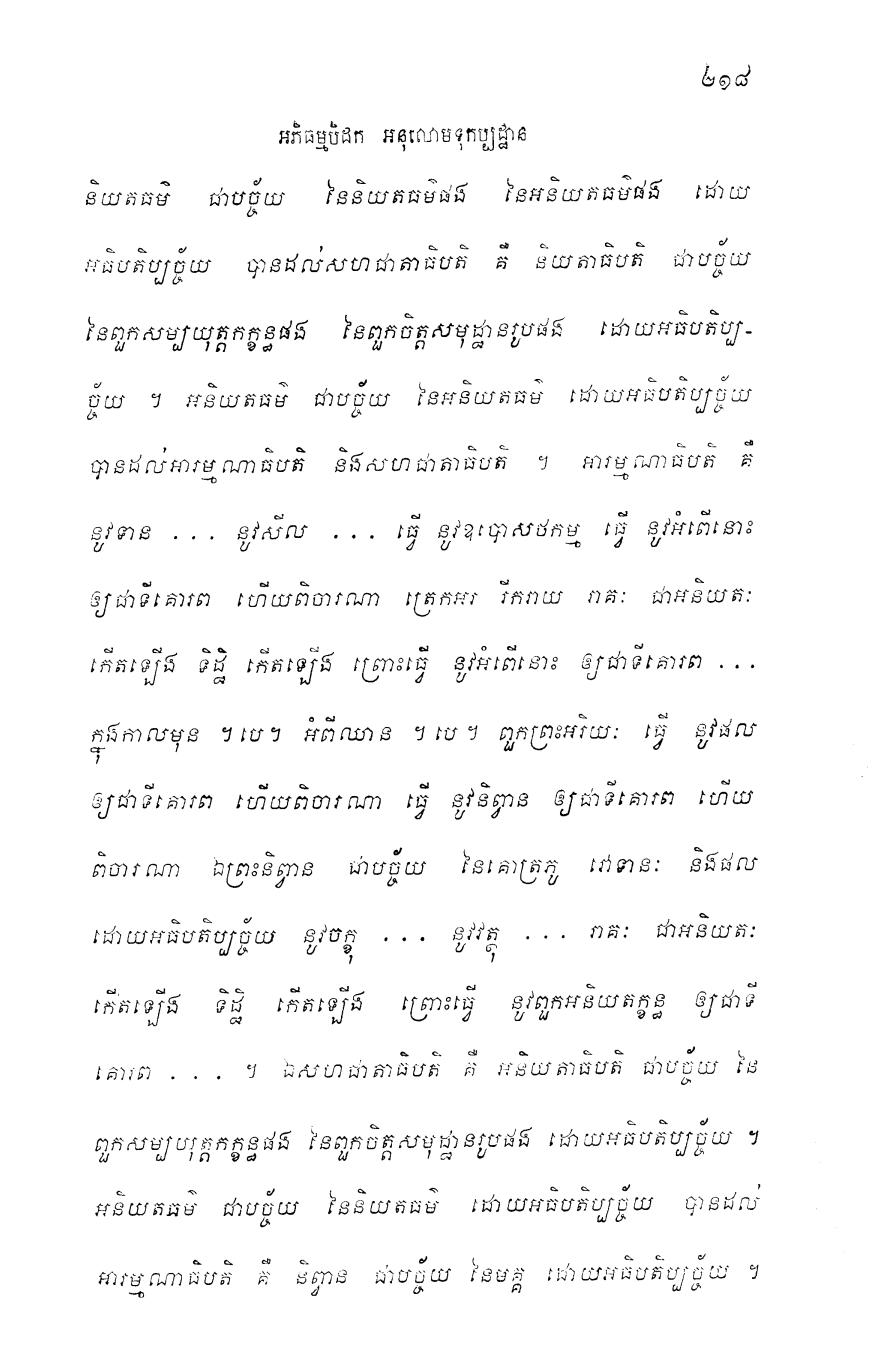 ២១៨
អភិធម្មបិដក អនុលោមទុកប្បដ្ឋាន
និយតធម៌ ជាបច្ច័យ នៃនិយតធម៌ផង នៃអនិយតធម៌ផង ដោយ
អធិបតិប្បច្ច័យ បានដល់សហជាតាធិបតិ គឺ និយតាធិបតិ ជាបច្ច័យ
នៃពួកសម្បយុត្តកក្ខន្ធផង នៃពួកចិត្តសមុដ្ឋានរូបផង ដោយអធិបតិប្ប-
ច្ច័យ ។ អនិយតធម៌ ជាបច្ច័យ នៃអនិយតធម៌ ដោយអធិបតិប្បច្ច័យ
បានដល់អារម្មណាធិបតិ និងសហជាតាធិបតិ ។ អារម្មណាធិបតិ គឺ
នូវទាន ... នូវសីល ... ធ្វើ នូវឧបោសថកម្ម ធ្វើ នូវអំពើនោះ
ឲ្យជាទីគោរព ហើយពិចារណា ត្រេកអរ រីករាយ រាគៈ ជាអនិយតៈ
កើតឡើង ទិដ្ឋិ កើតឡើង ព្រោះធ្វើ នូវអំពើនោះ ឲ្យជាទីគោរព ...
ក្នុងកាលមុន ។បេ។ អំពីឈាន ។បេ។ ពួកព្រះអរិយៈ ធ្វើ នូវផល
ឲ្យជាទីគោរព ហើយពិចារណា ធ្វើ នូវនិព្វាន ឲ្យជាទីគោរព ហើយ
ពិចារណា ឯព្រះនិព្វាន ជាបច្ច័យ នៃគោត្រភូ វោទានៈ និងផល
ដោយអធិបតិប្បច្ច័យ នូវចក្ខុ ... នូវវត្ថុ ... រាគៈ ជាអនិយតៈ
កើតឡើង ទិដ្ឋិ កើតឡើង ព្រោះធ្វើ នូវពួកអនិយតក្ខន្ធ ឲ្យជាទី
គោរព ... ។ ឯសហជាតាធិបតិ គឺ អនិយតាធិបតិ ជាបច្ច័យ នៃ
ពួកសម្បយុត្តកក្ខន្ធផង នៃពួកចិត្តសមុដ្ឋានរូបផង ដោយអធិបតិប្បច្ច័យ ។
អនិយតធម៌ ជាបច្ច័យ នៃនិយតធម៌ ដោយអធិបតិប្បច្ច័យ បានដល់
អារម្មណាធិបតិ គឺ និព្វាន ជាបច្ច័យ នៃមគ្គ ដោយអធិបតិប្បច្ច័យ ។